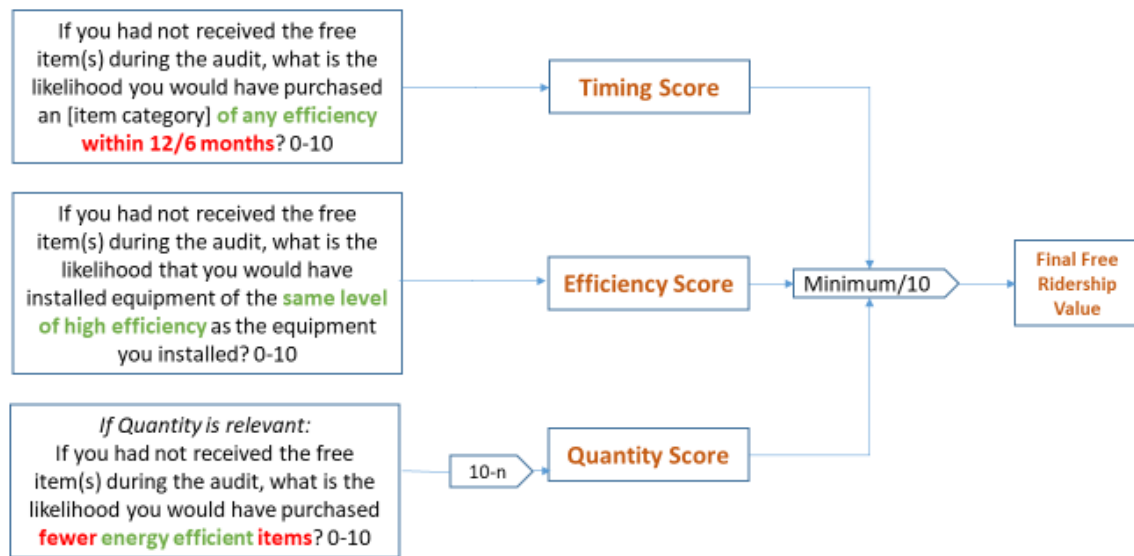 If you had not received the free
item(s) during the audit, what is the
likelihood you would have purchased
an [item category] of any efficiency
within 12/6 months? 0-10
Timing Score
If you had not received the free
item(s) during the audit, what is the
likelihood that you would have
installed equipment of the same level
of high efficiency as the equipment
you installed? 0-10
Efficiency Score
Minimum/10
Final Free
Ridership
Value
If Quantity is relevant:
If you had not received the free
item(s) during the audit, what is the
likelihood you would have purchased
fewer energy efficient items? 0-10
10-n
Quantity Score